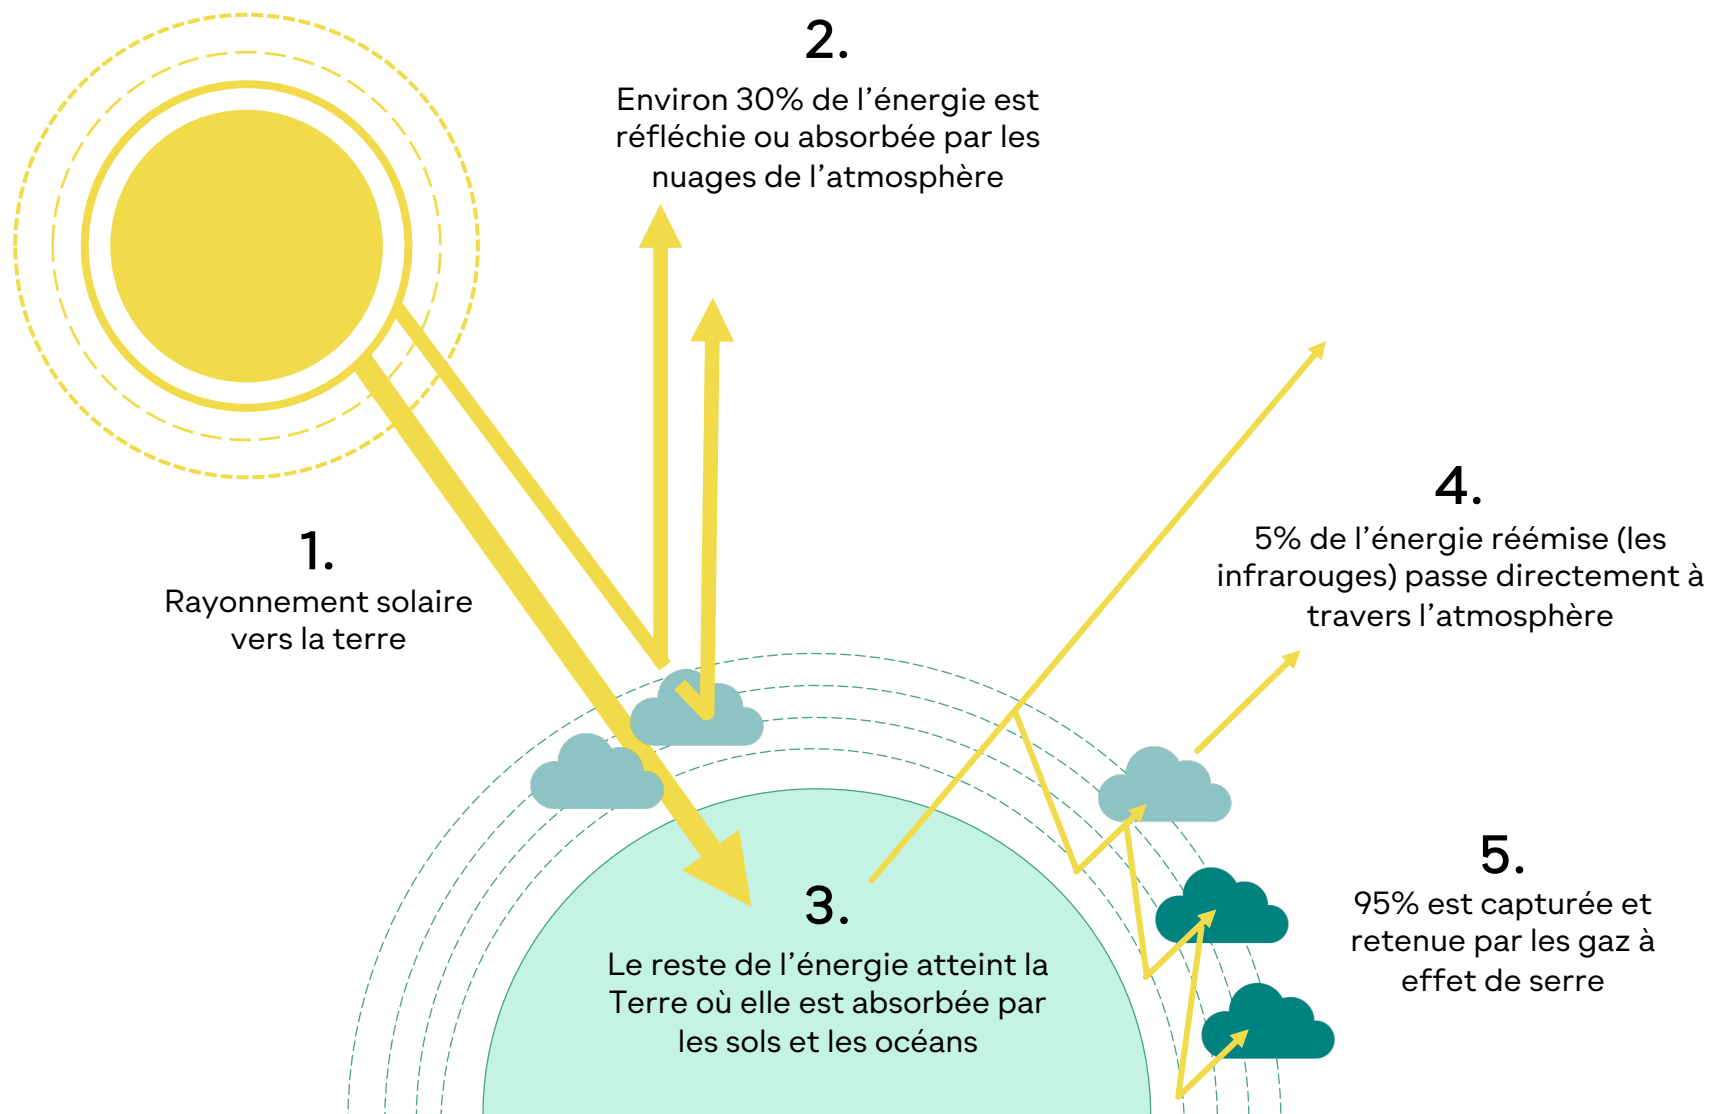 1.
Rayonnement solaire
vers la terre
2.
Environ 30% de l'énergie est
réfléchie ou absorbée par les
nuages de l'atmosphère
3.
Le reste de l'énergie atteint la
Terre où elle est absorbée par
les sols et les océans
4.
5% de l'énergie réémise (les
infrarouges) passe directement à
travers l'atmosphère
5.
95% est capturée et
retenue par les gaz à
effet de serre